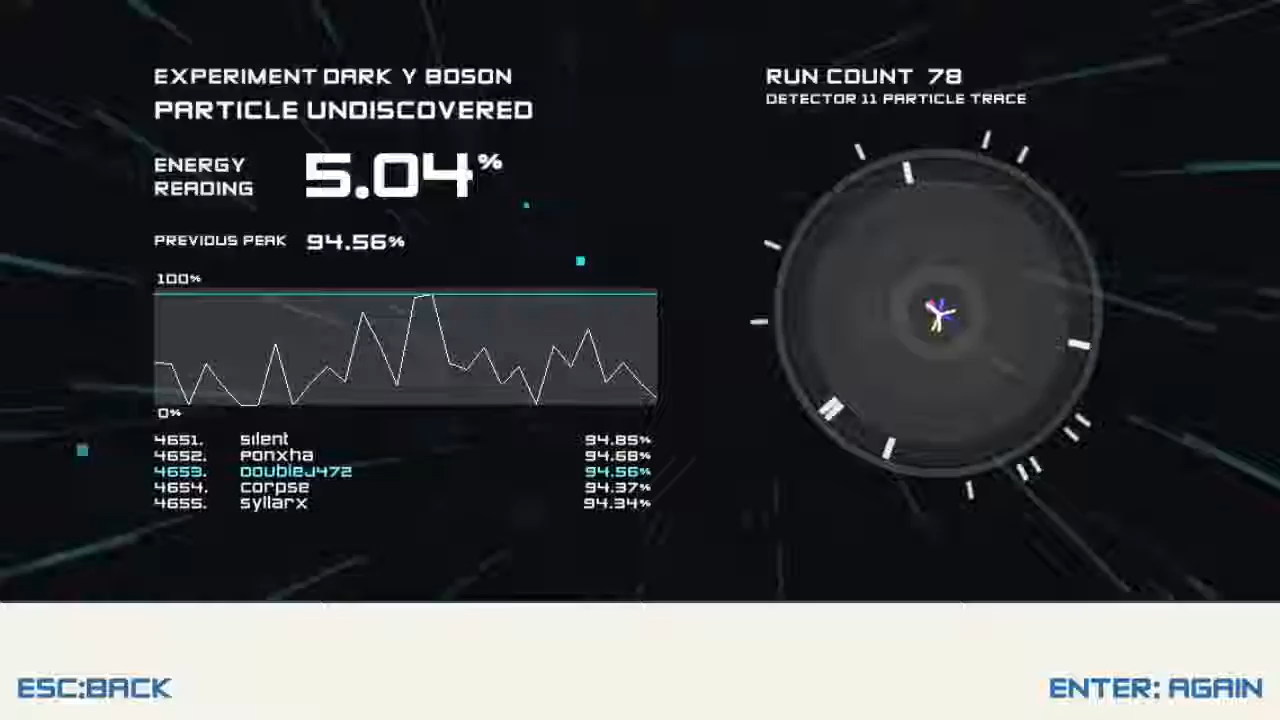 EXPERIMENT DARK Y BOSON
PARTICLE UNDISCOVERED
ENERGY READING 5.04%
PREVIOUS PEAK 94.56%
100%
0%
4651. silent 94.85%
4652. ponxha 94.68%
4653. doubleJ472 94.56%
4654. corpse 94.37%
4655. syllarx 94.34%
RUN COUNT 78
DETECTOR 11 PARTICLE TRACE
ESC:BACK
ENTER: AGAIN